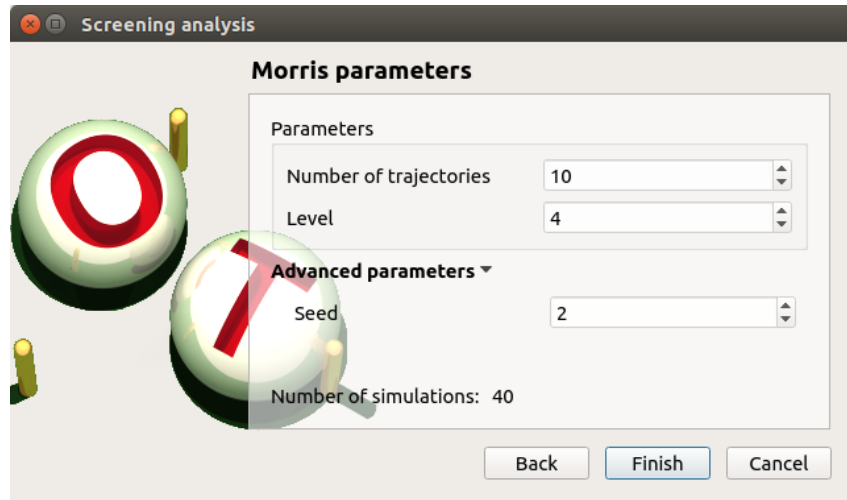 Screening analysis
Morris parameters
Parameters
Number of trajectories 10
Level 4
Advanced parameters
Seed 2
Number of simulations: 40
Back Finish Cancel
O
T